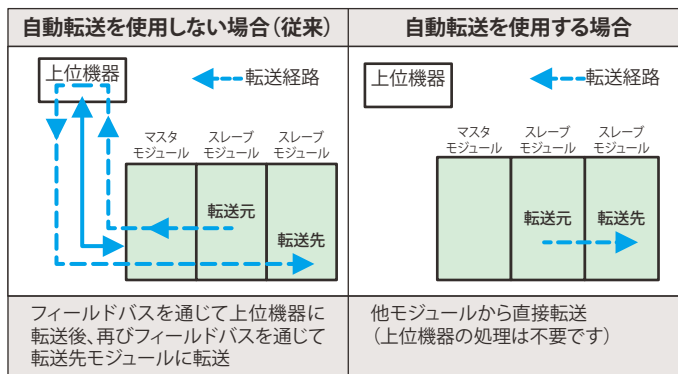 自動転送を使用しない場合（従来）
上位機器
転送経路
マスタ
モジュール
スレーブ
モジュール
スレーブ
モジュール
転送元
転送先
フィールドバスを通じて上位機器に
転送後、再びフィールドバスを通じて
転送先モジュールに転送
自動転送を使用する場合
上位機器
転送経路
マスタ
モジュール
スレーブ
モジュール
スレーブ
モジュール
転送元
転送先
他モジュールから直接転送
（上位機器の処理は不要です）